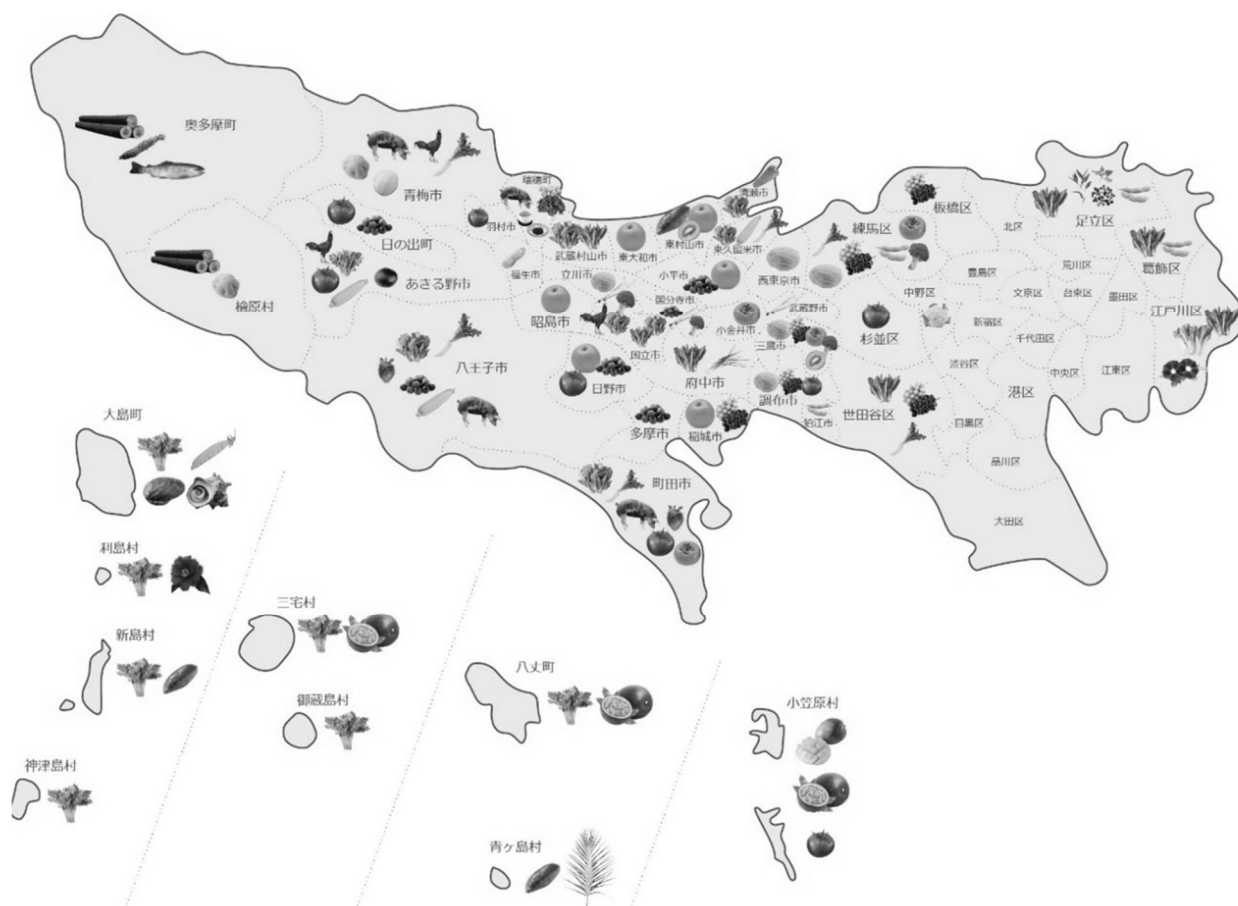 奥多摩町
青梅市
瑞穂町
清瀬市
板橋区
北区
足立区
日の出町
羽村市
武蔵村山市
東大和市
東村山市
東久留米市
練馬区
荒川区
葛飾区
福生市
立川市
小平市
西東京市
豊島区
あきる野市
檜原村
昭島市
国分寺市
小金井市
武蔵野市
中野区
文京区
台東区
墨田区
江戸川区
新宿区
杉並区
千代田区
八王子市
国立市
三鷹市
日野市
府中市
調布市
渋谷区
中央区
江東区
港区
大島町
多摩市
稲城市
狛江市
世田谷区
目黒区
品川区
町田市
大田区
利島村
三宅村
新島村
八丈町
御蔵島村
小笠原村
神津島村
青ヶ島村